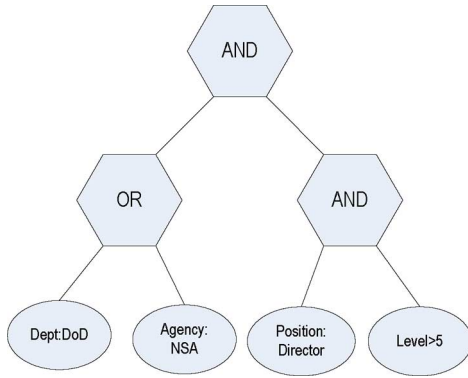 AND
OR
AND
Dept:DoD
Agency:
NSA
Position:
Director
Level>5